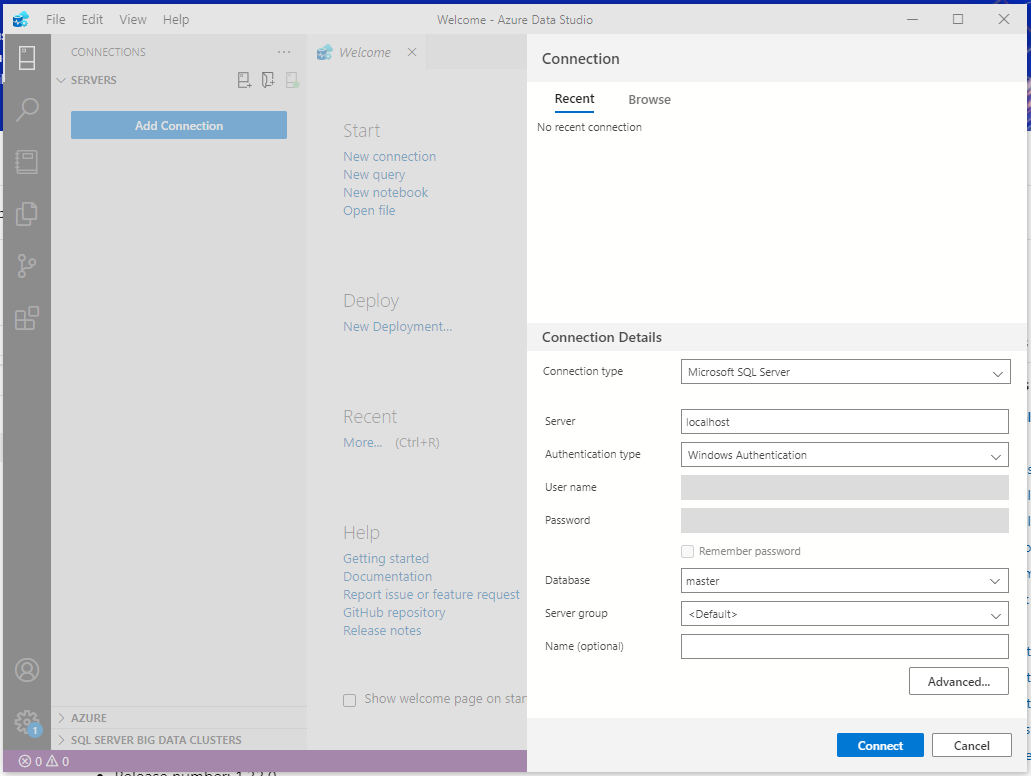 File Edit View Help
Welcome - Azure Data Studio
CONNECTIONS
SERVERS
Add Connection
Welcome
Start
New connection
New query
New notebook
Open file
Deploy
New Deployment...
Recent
More... (Ctrl+R)
Help
Getting started
Documentation
Report issue or feature request
GitHub repository
Release notes
Show welcome page on star
AZURE
SQL SERVER BIG DATA CLUSTERS
1
0 0
Connection
Recent Browse
No recent connection
Connection Details
Connection type Microsoft SQL Server
Server localhost
Authentication type Windows Authentication
User name
Password
Remember password
Database master
Server group <Default>
Name (optional)
Advanced...
Connect Cancel